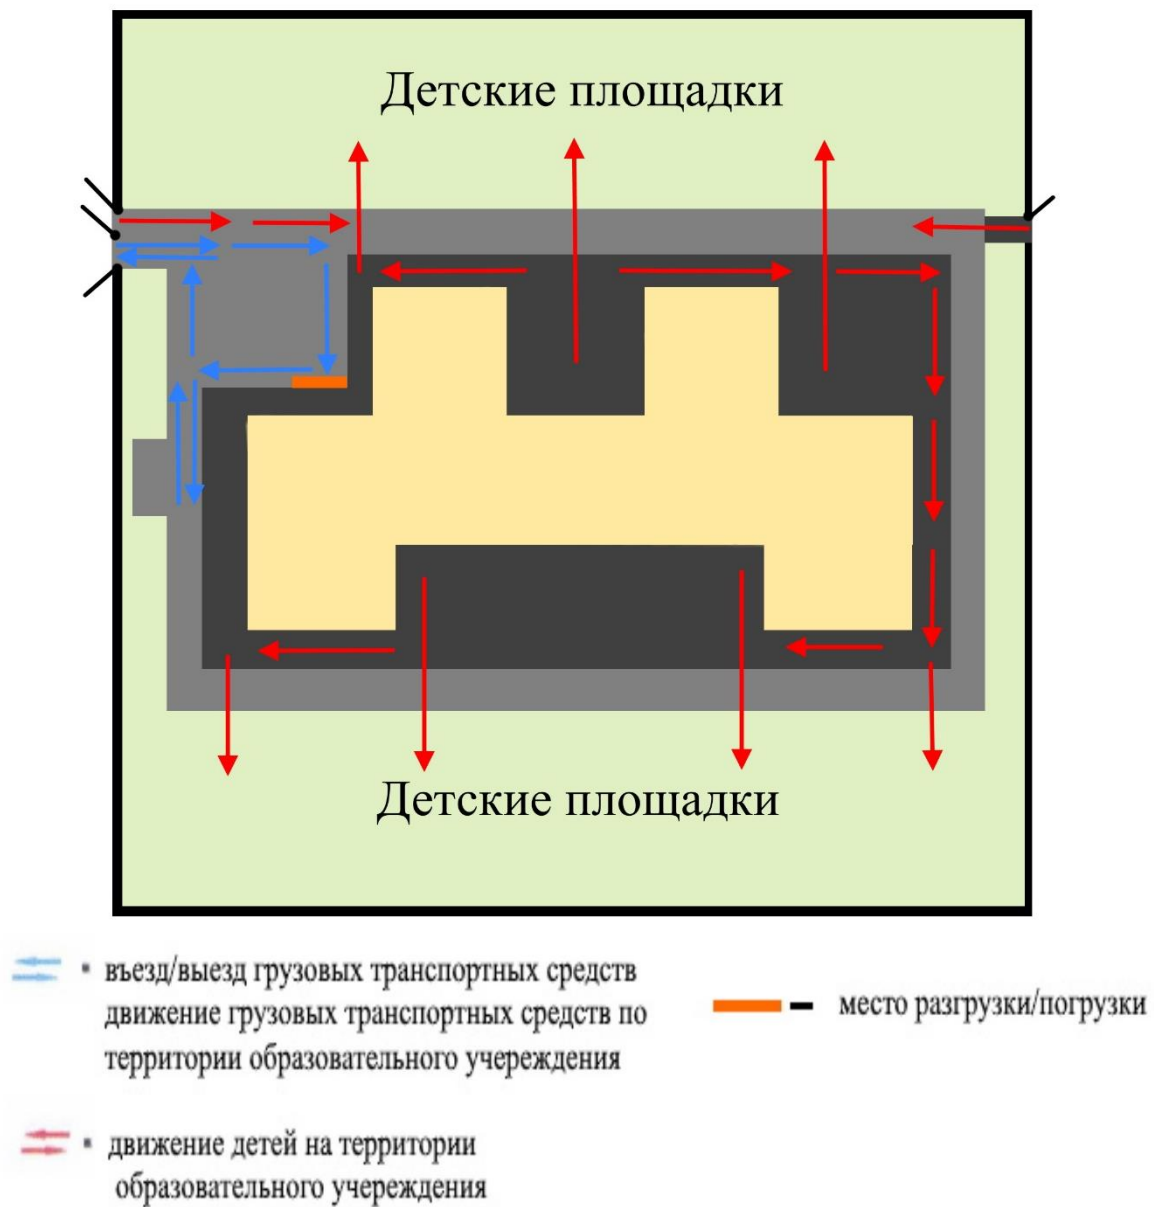 Детские площадки
Детские площадки
въезд/выезд грузовых транспортных средств
движение грузовых транспортных средств по
территории образовательного учереждения
место разгрузки/погрузки
движение детей на территории
образовательного учереждения